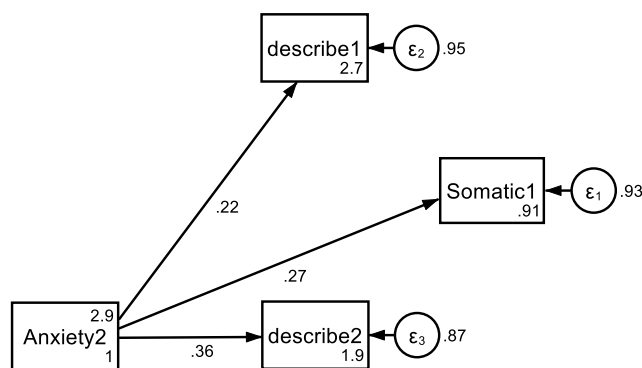 describe1
2.7
ε2
.95
Somatic1
.91
ε1
.93
.22
.27
2.9
Anxiety2
1
.36
describe2
1.9
ε3
.87